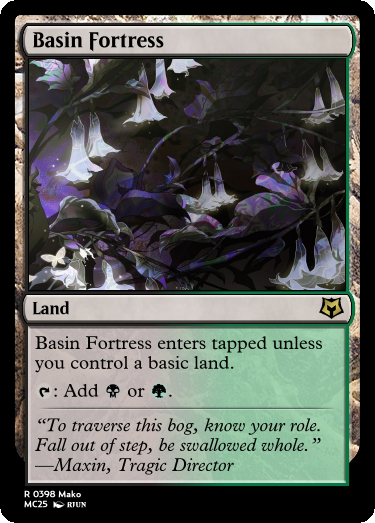 Basin Fortress
Land
Basin Fortress enters tapped unless
you control a basic land.
: Add or .
“To traverse this bog, know your role.
Fall out of step, be swallowed whole.”
—Maxin, Tragic Director
R 0398 Mako
MC25 RJUN